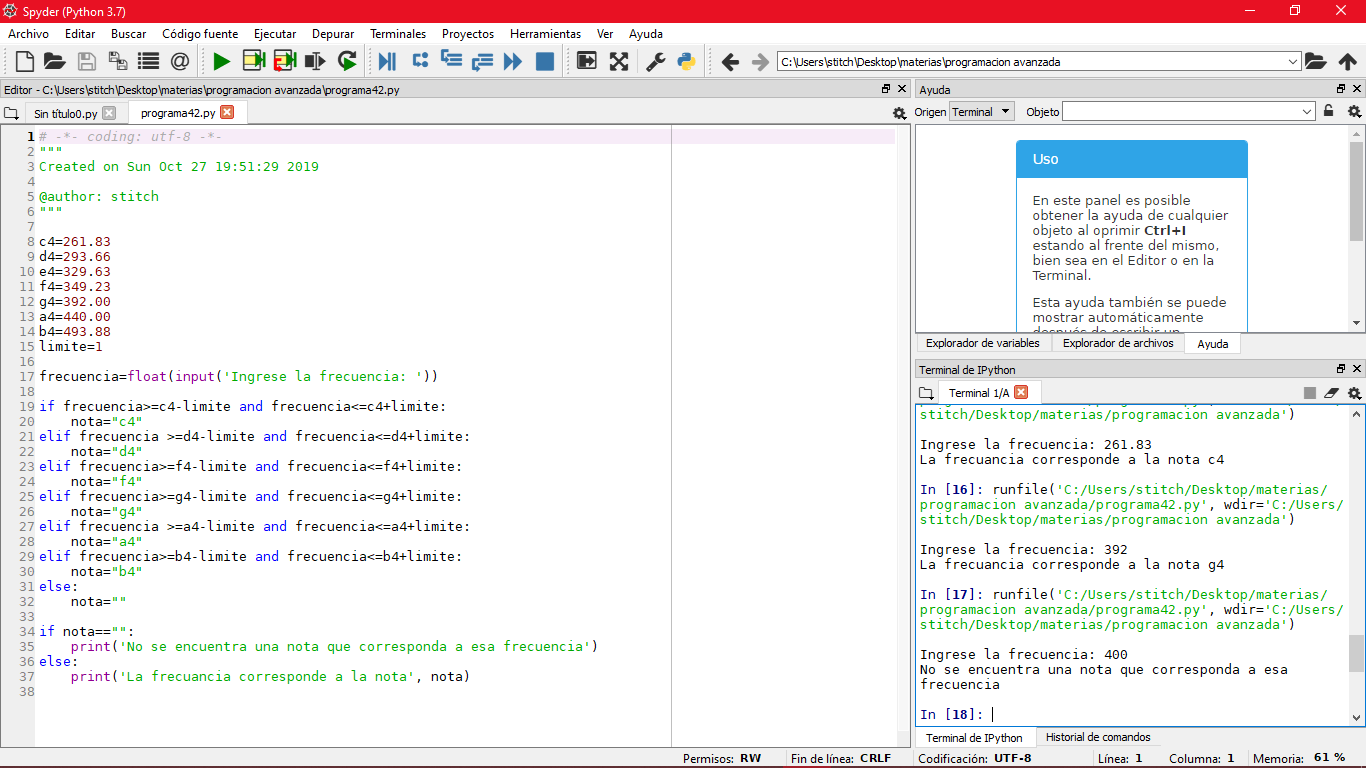 Spyder (Python 3.7)
Archivo Editar Buscar Código fuente Ejecutar Depurar Terminales Proyectos Herramientas Ver Ayuda
C:\Users\stitch\Desktop\materias\programacion avanzada
Editor - C:\Users\stitch\Desktop\materias\programacion avanzada\programa42.py
Sin título0.py programa42.py
1 # -*- coding: utf-8 -*-
2 """
3 Created on Sun Oct 27 19:51:29 2019
4
5 @author: stitch
6 """
7
8 c4=261.83
9 d4=293.66
10 e4=329.63
11 f4=349.23
12 g4=392.00
13 a4=440.00
14 b4=493.88
15 limite=1
16
17 frecuencia=float(input('Ingrese la frecuencia: '))
18
19 if frecuencia>=c4-limite and frecuencia<=c4+limite:
20     nota="c4"
21 elif frecuencia >=d4-limite and frecuencia<=d4+limite:
22     nota="d4"
23 elif frecuencia>=f4-limite and frecuencia<=f4+limite:
24     nota="f4"
25 elif frecuencia>=g4-limite and frecuencia<=g4+limite:
26     nota="g4"
27 elif frecuencia >=a4-limite and frecuencia<=a4+limite:
28     nota="a4"
29 elif frecuencia>=b4-limite and frecuencia<=b4+limite:
30     nota="b4"
31 else:
32     nota=""
33
34 if nota=="":
35     print('No se encuentra una nota que corresponda a esa frecuencia')
36 else:
37     print('La frecuancia corresponde a la nota', nota)
38
Ayuda
Origen Terminal Objeto
Uso
En este panel es posible
obtener la ayuda de cualquier
objeto al oprimir Ctrl+I
estando al frente del mismo,
bien sea en el Editor o en la
Terminal.
Esta ayuda también se puede
mostrar automáticamente
después de escribir un
Explorador de variables Explorador de archivos Ayuda
Terminal de IPython
Terminal 1/A
stitch/Desktop/materias/programacion avanzada')
Ingrese la frecuencia: 261.83
La frecuancia corresponde a la nota c4
In [16]: runfile('C:/Users/stitch/Desktop/materias/
programacion avanzada/programa42.py', wdir='C:/Users/
stitch/Desktop/materias/programacion avanzada')
Ingrese la frecuencia: 392
La frecuancia corresponde a la nota g4
In [17]: runfile('C:/Users/stitch/Desktop/materias/
programacion avanzada/programa42.py', wdir='C:/Users/
stitch/Desktop/materias/programacion avanzada')
Ingrese la frecuencia: 400
No se encuentra una nota que corresponda a esa
frecuencia
In [18]:
Terminal de IPython Historial de comandos
Permisos: RW Fin de línea: CRLF Codificación: UTF-8 Línea: 1 Columna: 1 Memoria: 61 %